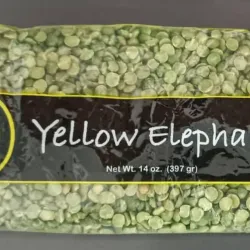 Yellow Elepha
Net Wt. 14 oz. (397 gr)